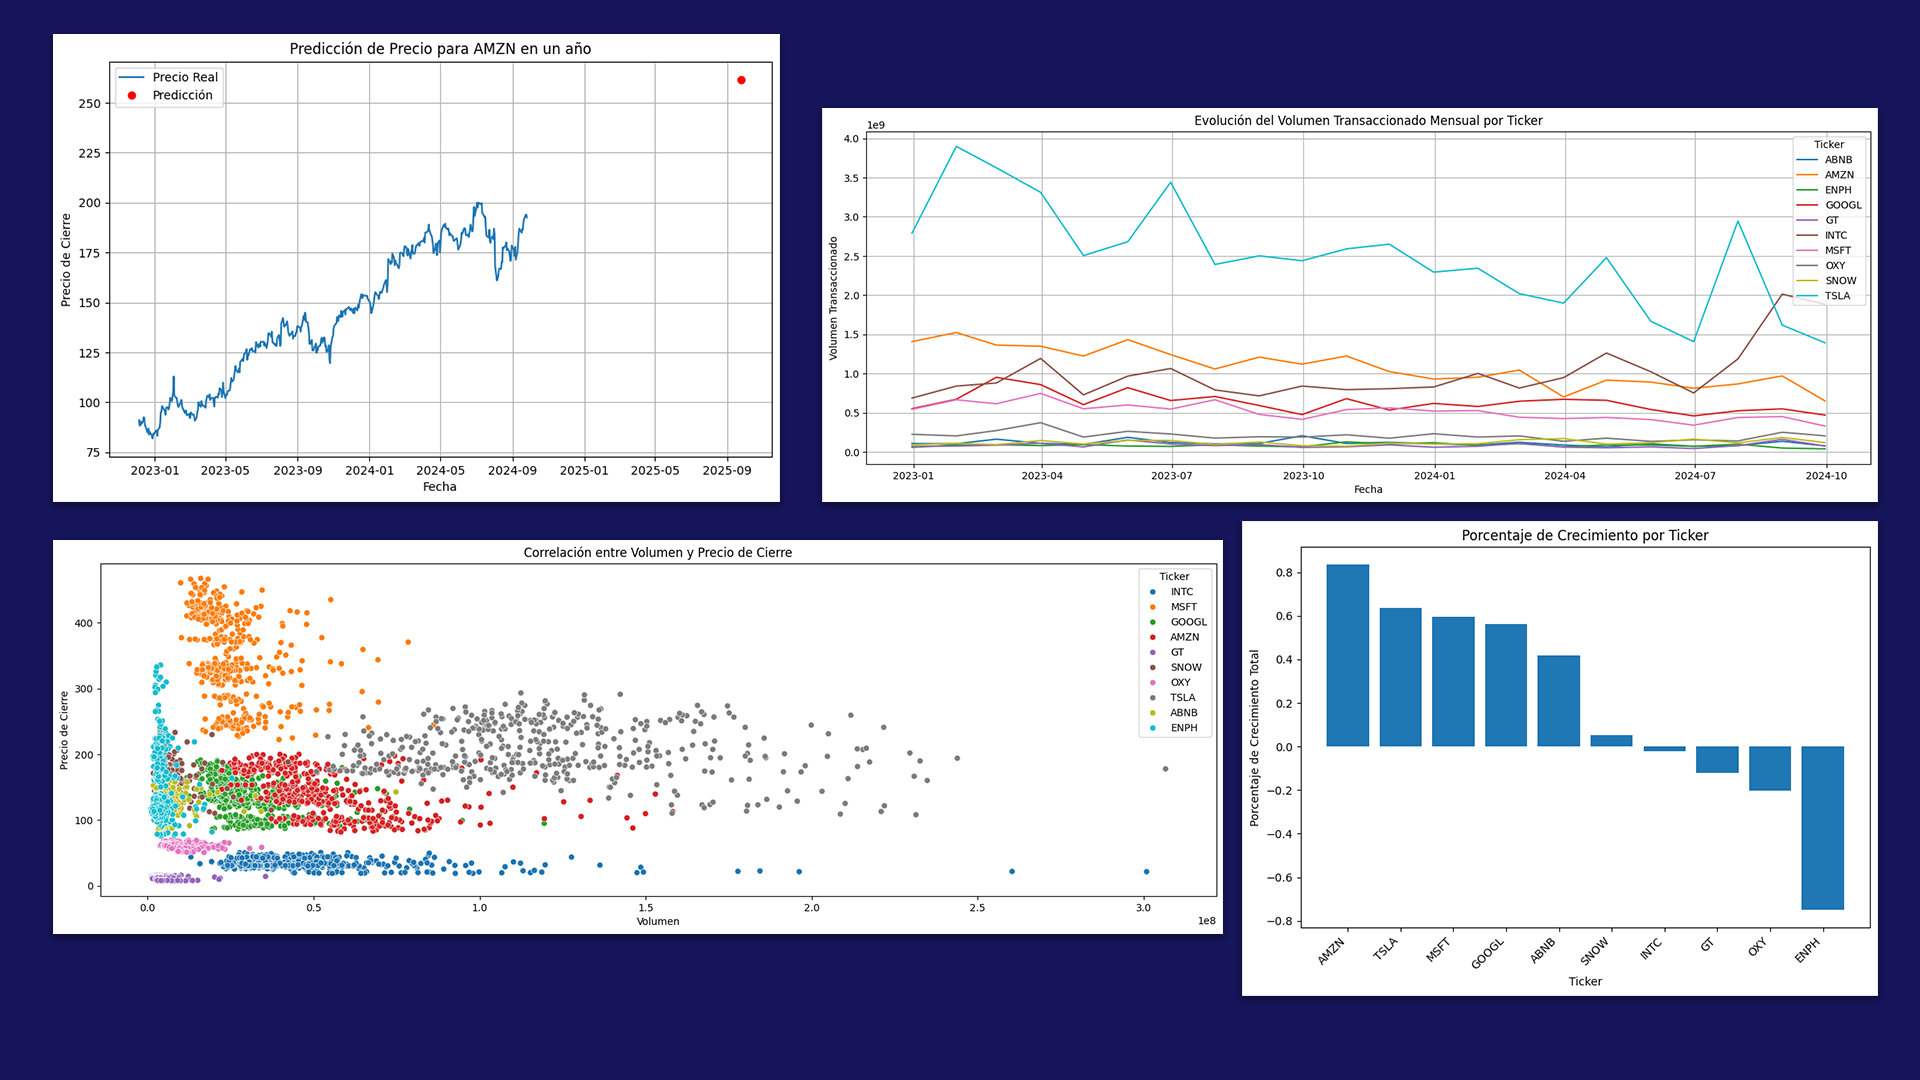 Predicción de Precio para AMZN en un año
Precio Real
Predicción
Precio de Cierre
250
225
200
175
150
125
100
75
2023-01 2023-05 2023-09 2024-01 2024-05 2024-09 2025-01 2025-05 2025-09
Fecha
Evolución del Volumen Transaccionado Mensual por Ticker
1e9
Volumen Transaccionado
4.0
3.5
3.0
2.5
2.0
1.5
1.0
0.5
0.0
Ticker
ABNB
AMZN
ENPH
GOOGL
GT
INTC
MSFT
OXY
SNOW
TSLA
2023-01 2023-04 2023-07 2023-10 2024-01 2024-04 2024-07 2024-10
Fecha
Correlación entre Volumen y Precio de Cierre
Precio de Cierre
400
300
200
100
0
Ticker
INTC
MSFT
GOOGL
AMZN
GT
SNOW
OXY
TSLA
ABNB
ENPH
0.0 0.5 1.0 1.5 2.0 2.5 3.0
Volumen
1e8
Porcentaje de Crecimiento por Ticker
Porcentaje de Crecimiento Total
0.8
0.6
0.4
0.2
0.0
−0.2
−0.4
−0.6
−0.8
AMZN TSLA MSFT GOOGL ABNB SNOW INTC GT OXY ENPH
Ticker